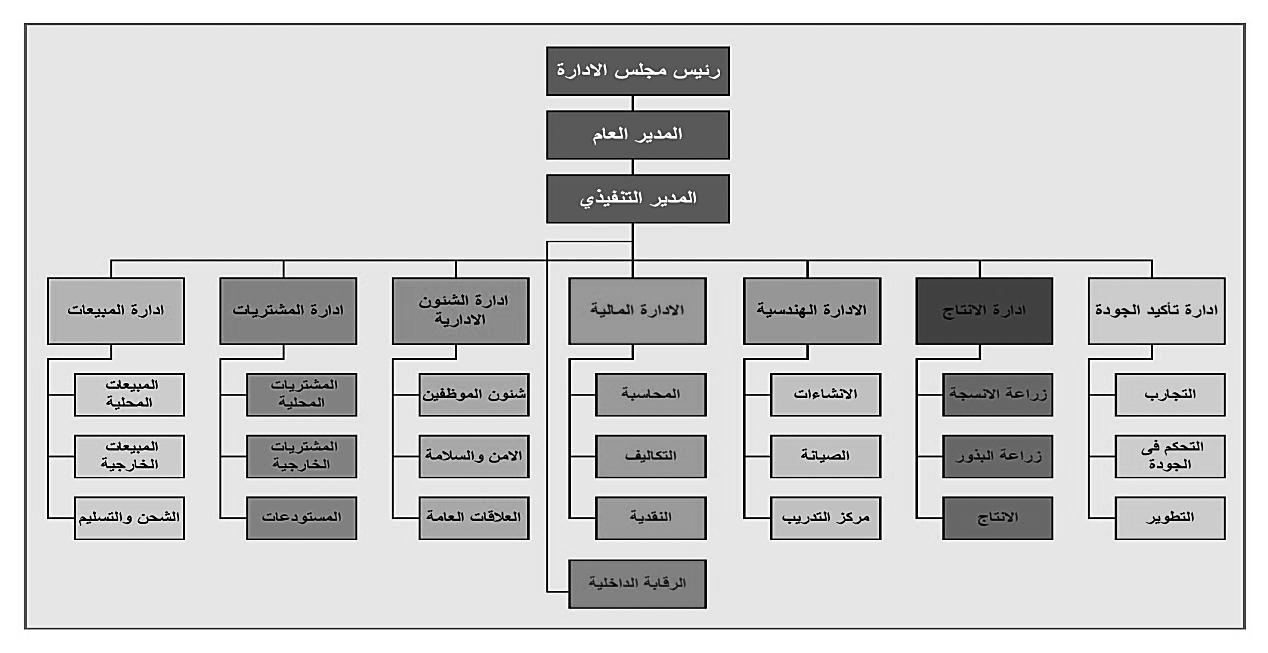 رئيس مجلس الادارة
المدير العام
المدير التنفيذي
ادارة تأكيد الجودة
ادارة الانتاج
الادارة الهندسية
الادارة المالية
ادارة الشئون
الادارية
ادارة المشتريات
ادارة المبيعات
التجارب
زراعة الانسجة
الانشاءات
المحاسبة
شئون الموظفين
المشتريات
المحلية
المبيعات
المحلية
التحكم فى
الجودة
زراعة البذور
الصيانة
التكاليف
الامن والسلامة
المشتريات
الخارجية
المبيعات
الخارجية
التطوير
الانتاج
مركز التدريب
النقدية
العلاقات العامة
المستودعات
الشحن والتسليم
الرقابة الداخلية